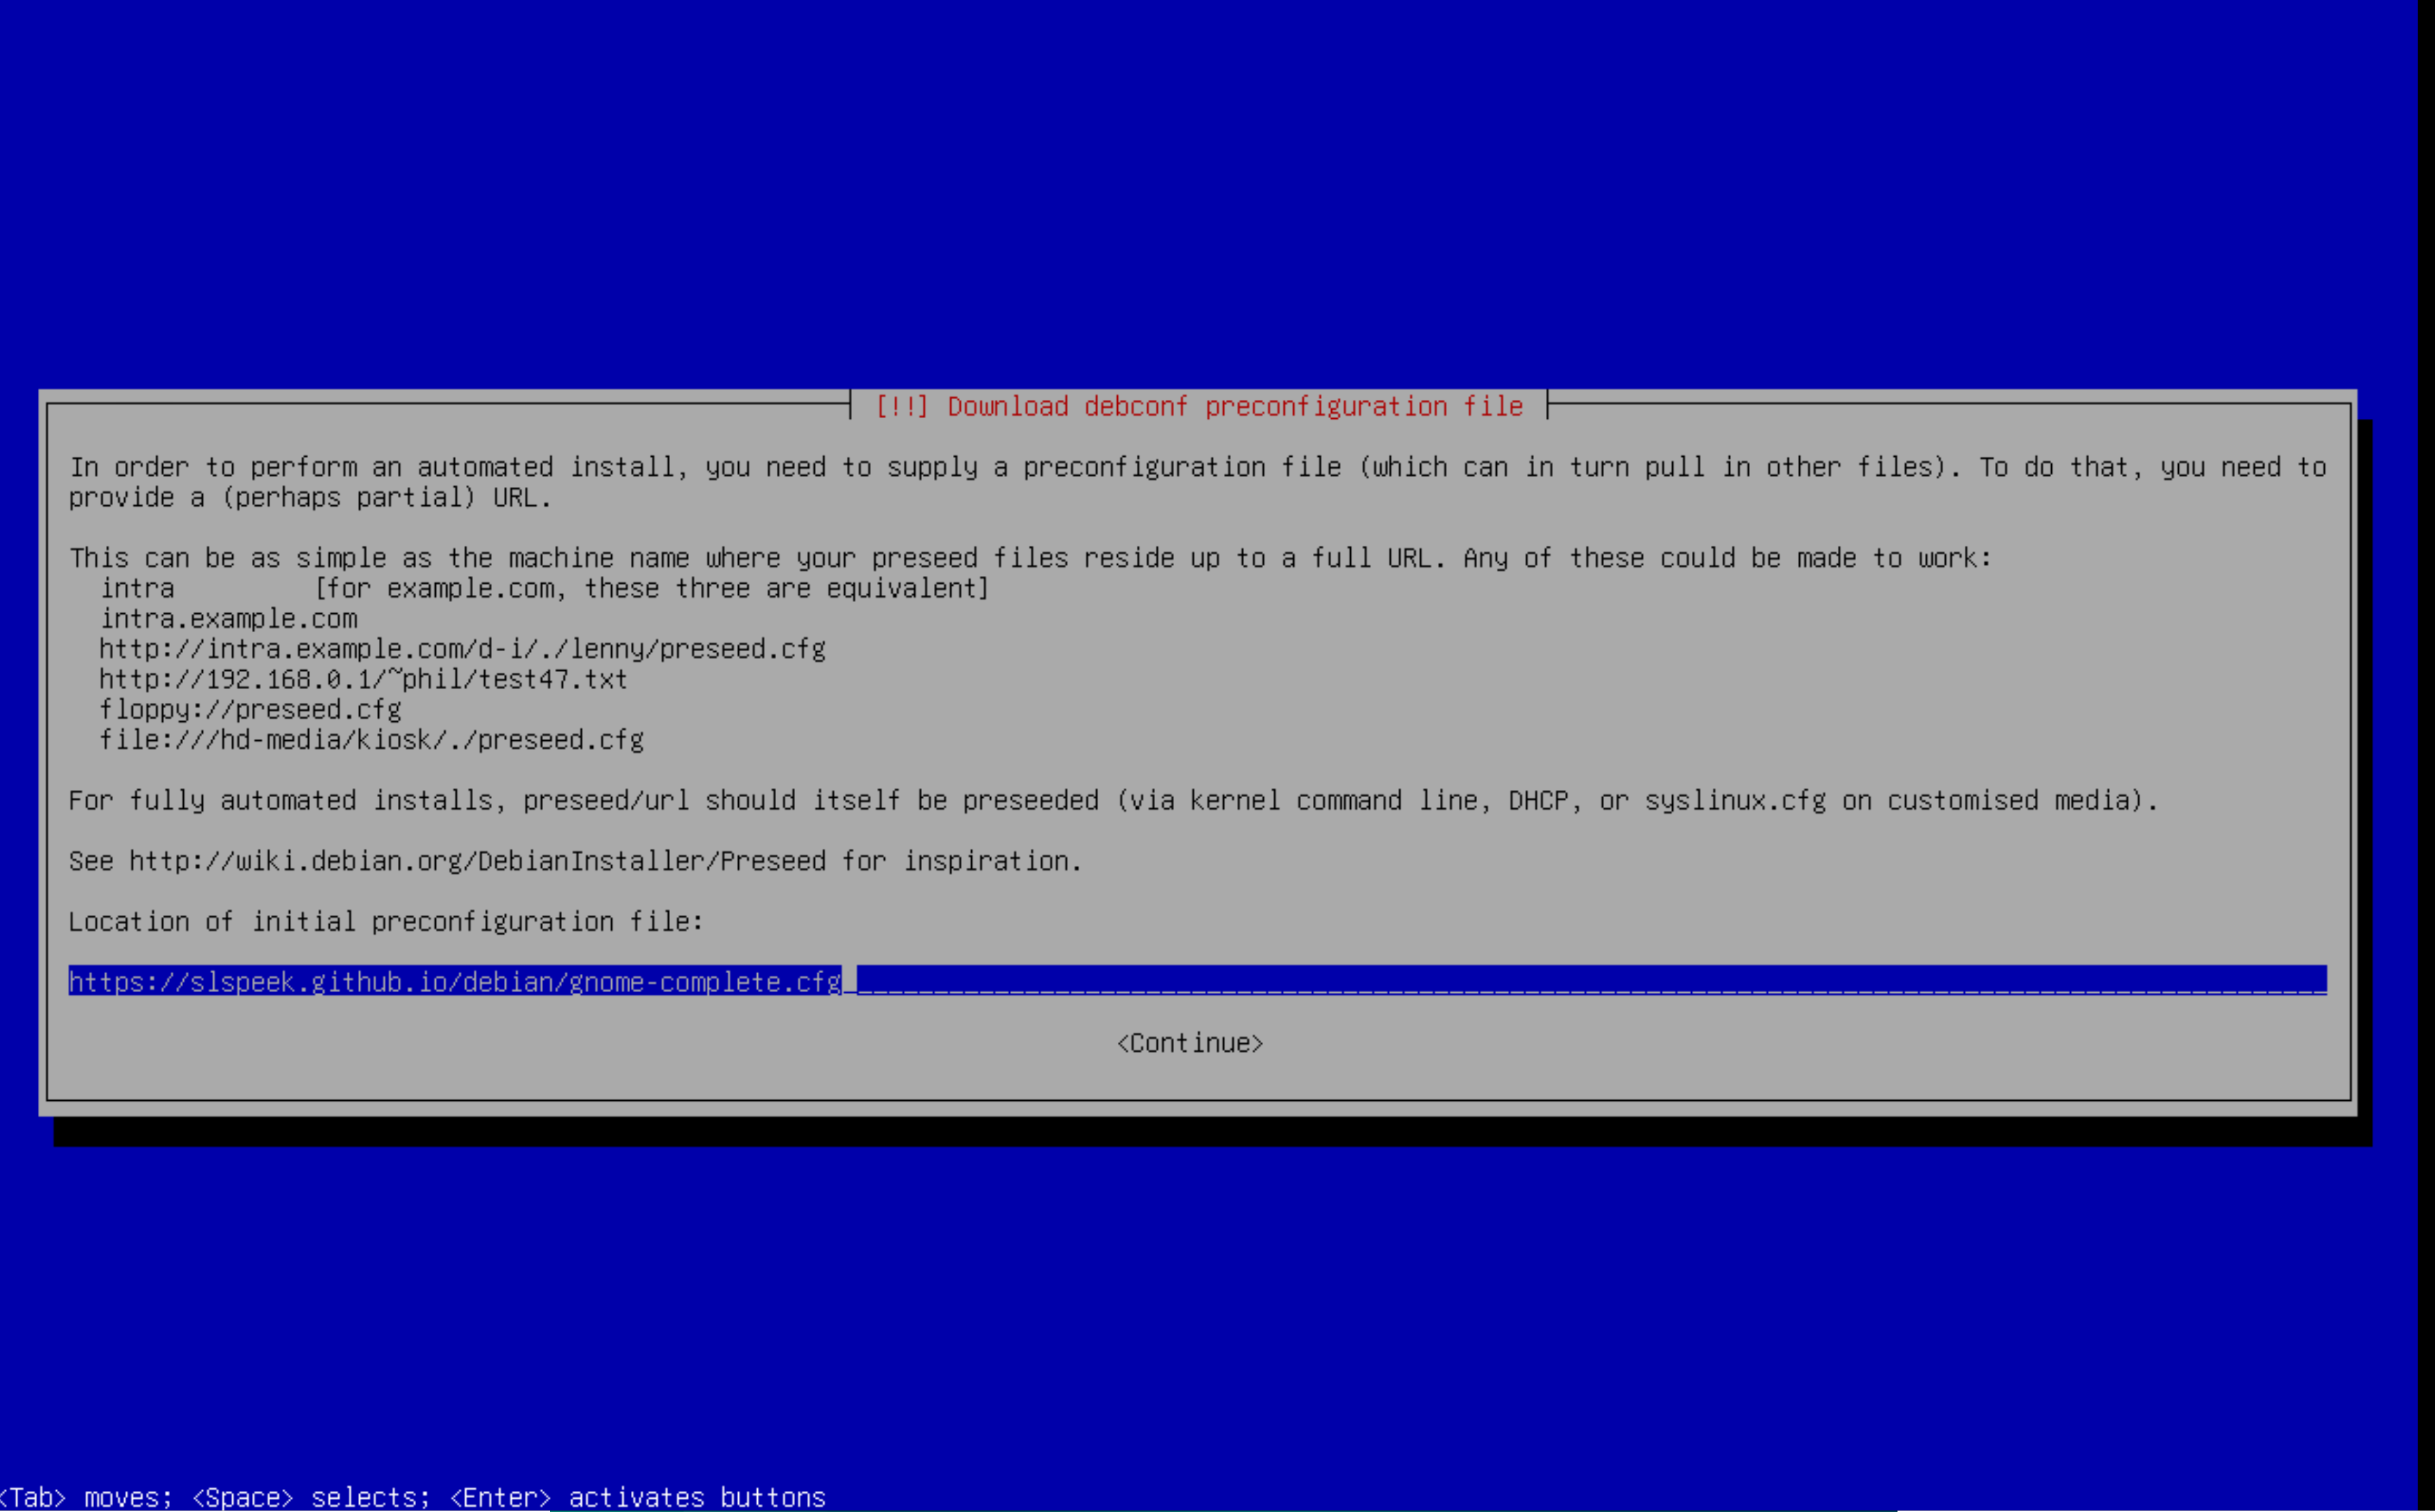 [!!] Download debconf preconfiguration file
In order to perform an automated install, you need to supply a preconfiguration file (which can in turn pull in other files). To do that, you need to
provide a (perhaps partial) URL.
This can be as simple as the machine name where your preseed files reside up to a full URL. Any of these could be made to work:
intra         [for example.com, these three are equivalent]
intra.example.com
http://intra.example.com/d-i/./lenny/preseed.cfg
http://192.168.0.1/~phil/test47.txt
floppy://preseed.cfg
file:///hd-media/kiosk/./preseed.cfg
For fully automated installs, preseed/url should itself be preseeded (via kernel command line, DHCP, or syslinux.cfg on customised media).
See http://wiki.debian.org/DebianInstaller/Preseed for inspiration.
Location of initial preconfiguration file:
https://slspeek.github.io/debian/gnome-complete.cfg
<Continue>
<Tab> moves; <Space> selects; <Enter> activates buttons